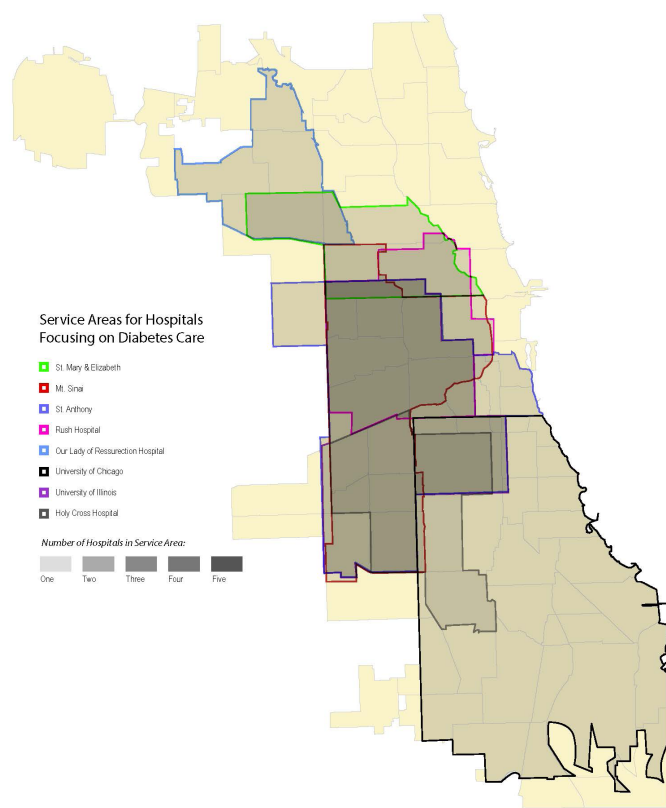 Service Areas for Hospitals
Focusing on Diabetes Care
St. Mary & Elizabeth
Mt. Sinai
St. Anthony
Rush Hospital
Our Lady of Ressurection Hospital
University of Chicago
University of Illinois
Holy Cross Hospital
Number of Hospitals in Service Area:
One Two Three Four Five